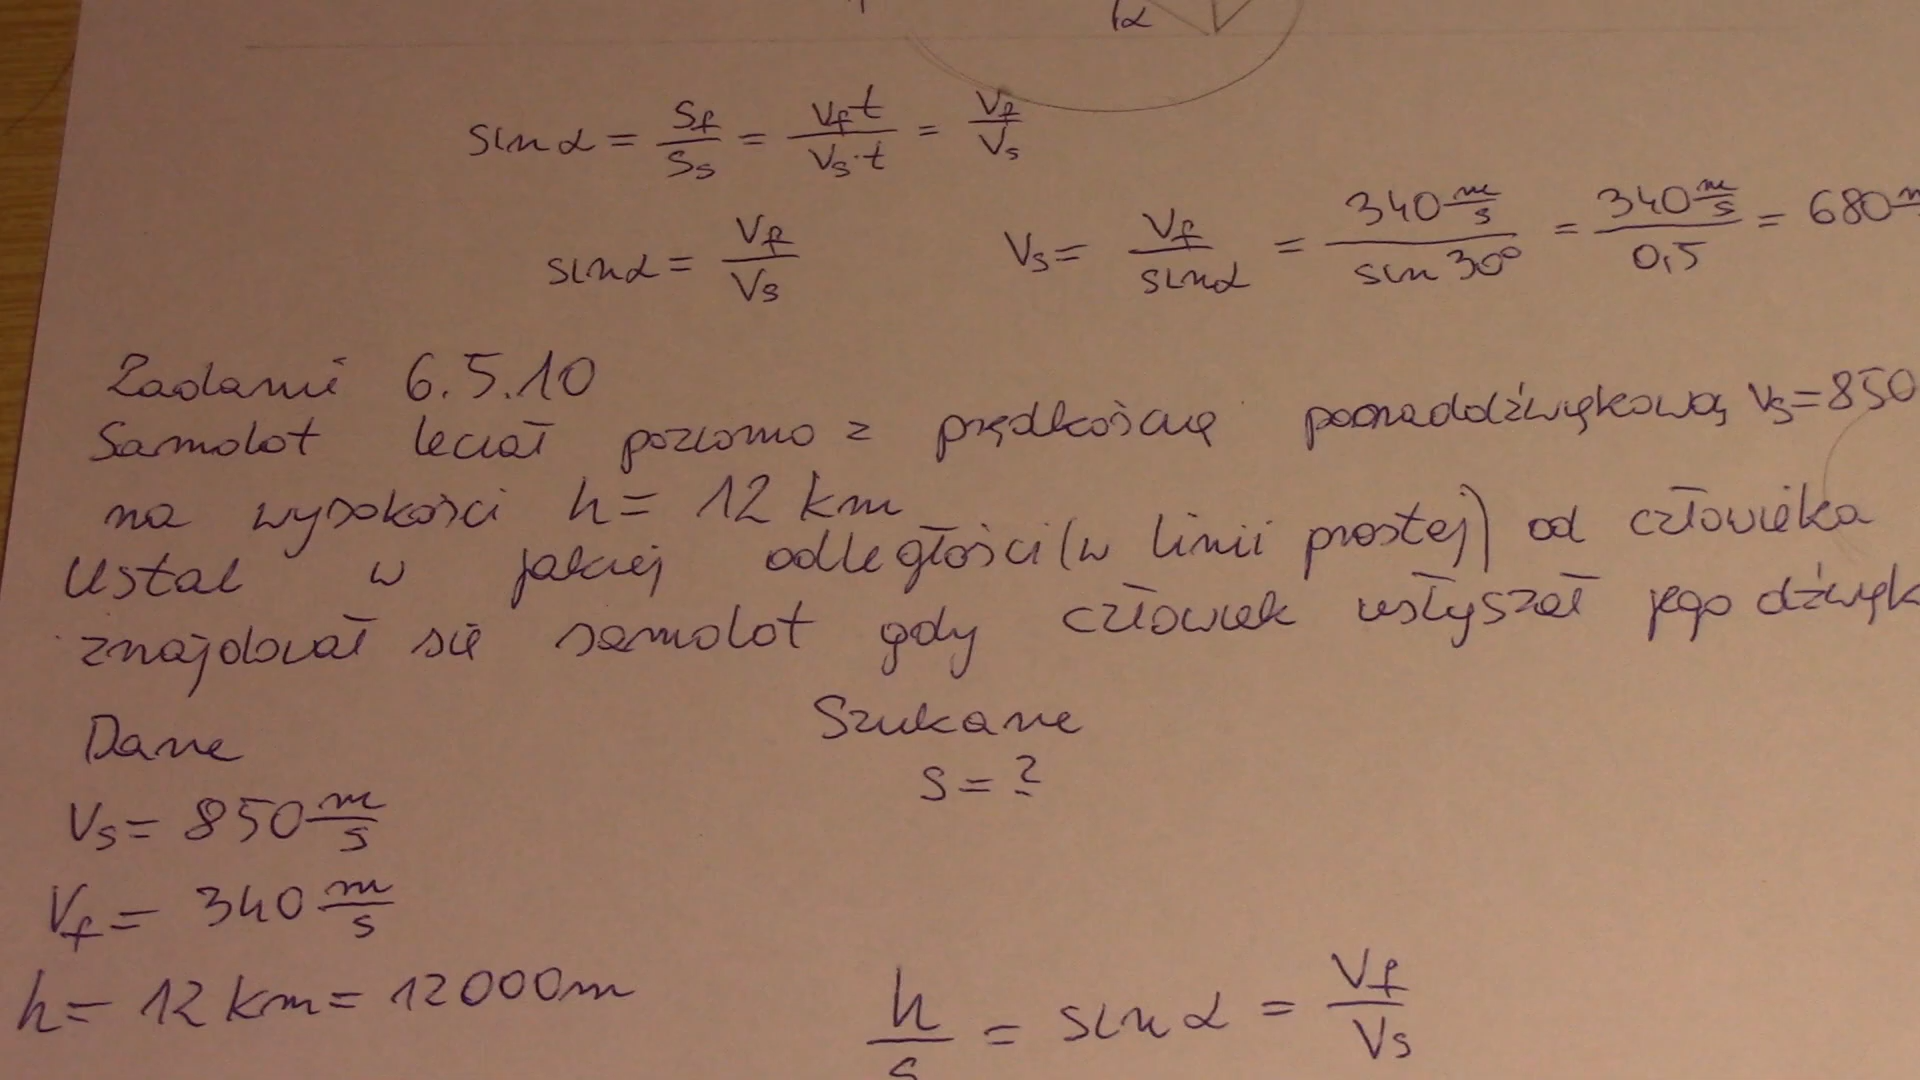 α
sin α = S_f / S_s = V_f t / V_s · t = V_f / V_s
sin α = V_f / V_s    V_s = V_f / sin α = 340 m/s / sin 30° = 340 m/s / 0,5 = 680 m
Zadanie 6.5.10
Samolot leciał poziomo z prędkością ponaddźwiękową V_s = 850
na wysokości h = 12 km
Ustal w jakiej odległości (w linii prostej) od człowieka
znajdował się samolot gdy człowiek usłyszał jego dźwięk
Dane    Szukane
V_s = 850 m/s    s = ?
V_f = 340 m/s
h = 12 km = 12000 m    h / s = sin α = V_f / V_s